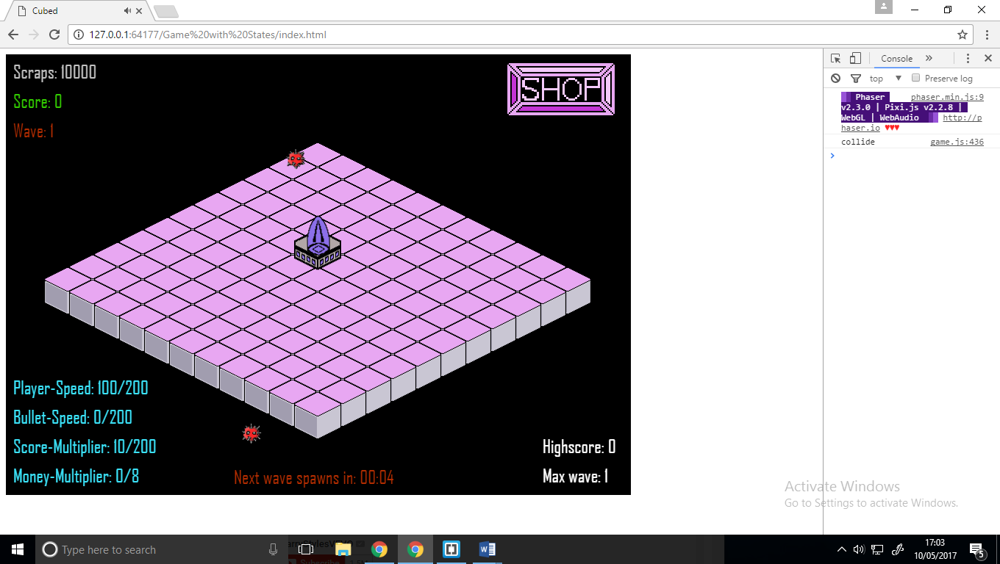 Cubed
127.0.0.1:64177/Game%20with%20States/index.html
Scraps: 10000
Score: 0
Wave: 1
SHOP
Player-Speed: 100/200
Bullet-Speed: 0/200
Score-Multiplier: 10/200
Money-Multiplier: 0/8
Next wave spawns in: 00:04
Highscore: 0
Max wave: 1
Console
top
Preserve log
Phaser phaser.min.js:9
v2.3.0 | Pixi.js v2.2.8 |
WebGL | WebAudio http://p
haser.io ♥♥♥
collide game.js:436
Activate Windows
Go to Settings to activate Windows.
Type here to search
Subscribe
17:03
10/05/2017
5